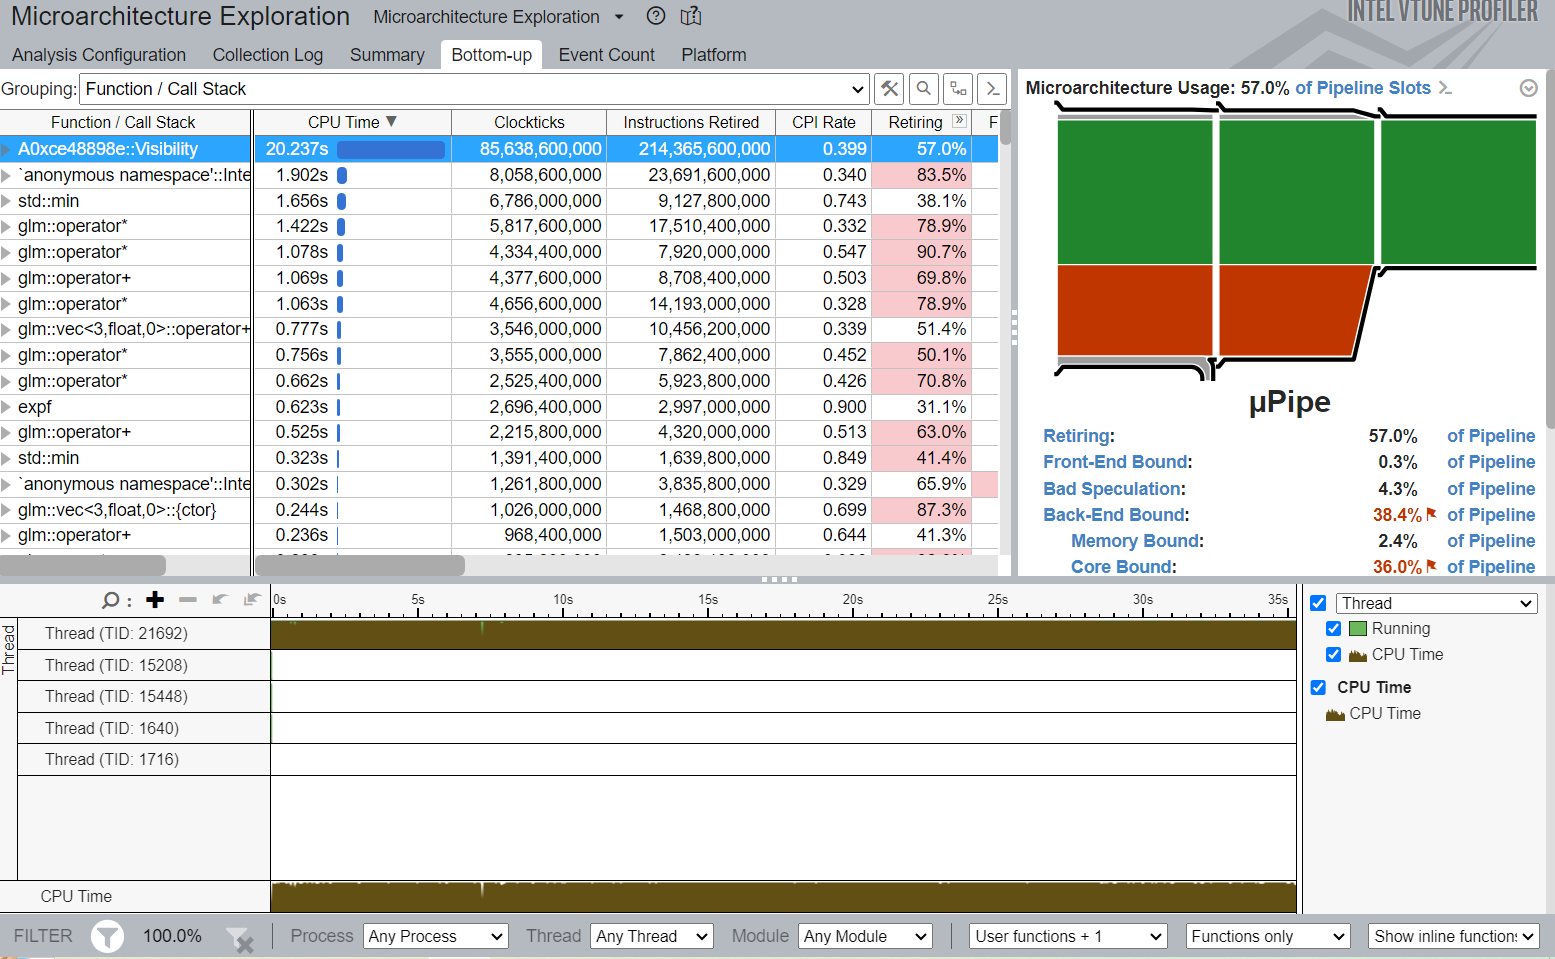 Microarchitecture Exploration Microarchitecture Exploration
INTEL VTUNE PROFILER
Analysis Configuration Collection Log Summary Bottom-up Event Count Platform
Grouping: Function / Call Stack
Function / Call Stack CPU Time Clockticks Instructions Retired CPI Rate Retiring F
A0xce48898e::Visibility 20.237s 85,638,600,000 214,365,600,000 0.399 57.0%
`anonymous namespace'::Inte 1.902s 8,058,600,000 23,691,600,000 0.340 83.5%
std::min 1.656s 6,786,000,000 9,127,800,000 0.743 38.1%
glm::operator* 1.422s 5,817,600,000 17,510,400,000 0.332 78.9%
glm::operator* 1.078s 4,334,400,000 7,920,000,000 0.547 90.7%
glm::operator+ 1.069s 4,377,600,000 8,708,400,000 0.503 69.8%
glm::operator* 1.063s 4,656,600,000 14,193,000,000 0.328 78.9%
glm::vec<3,float,0>::operator+ 0.777s 3,546,000,000 10,456,200,000 0.339 51.4%
glm::operator* 0.756s 3,555,000,000 7,862,400,000 0.452 50.1%
glm::operator* 0.662s 2,525,400,000 5,923,800,000 0.426 70.8%
expf 0.623s 2,696,400,000 2,997,000,000 0.900 31.1%
glm::operator+ 0.525s 2,215,800,000 4,320,000,000 0.513 63.0%
std::min 0.323s 1,391,400,000 1,639,800,000 0.849 41.4%
`anonymous namespace'::Inte 0.302s 1,261,800,000 3,835,800,000 0.329 65.9%
glm::vec<3,float,0>::{ctor} 0.244s 1,026,000,000 1,468,800,000 0.699 87.3%
glm::operator+ 0.236s 968,400,000 1,503,000,000 0.644 41.3%
Microarchitecture Usage: 57.0% of Pipeline Slots
µPipe
Retiring: 57.0% of Pipeline
Front-End Bound: 0.3% of Pipeline
Bad Speculation: 4.3% of Pipeline
Back-End Bound: 38.4% of Pipeline
Memory Bound: 2.4% of Pipeline
Core Bound: 36.0% of Pipeline
0s 5s 10s 15s 20s 25s 30s 35s
Thread
Thread (TID: 21692)
Thread (TID: 15208)
Thread (TID: 15448)
Thread (TID: 1640)
Thread (TID: 1716)
CPU Time
Thread
Running
CPU Time
CPU Time
CPU Time
FILTER 100.0% Process Any Process Thread Any Thread Module Any Module User functions + 1 Functions only Show inline functions